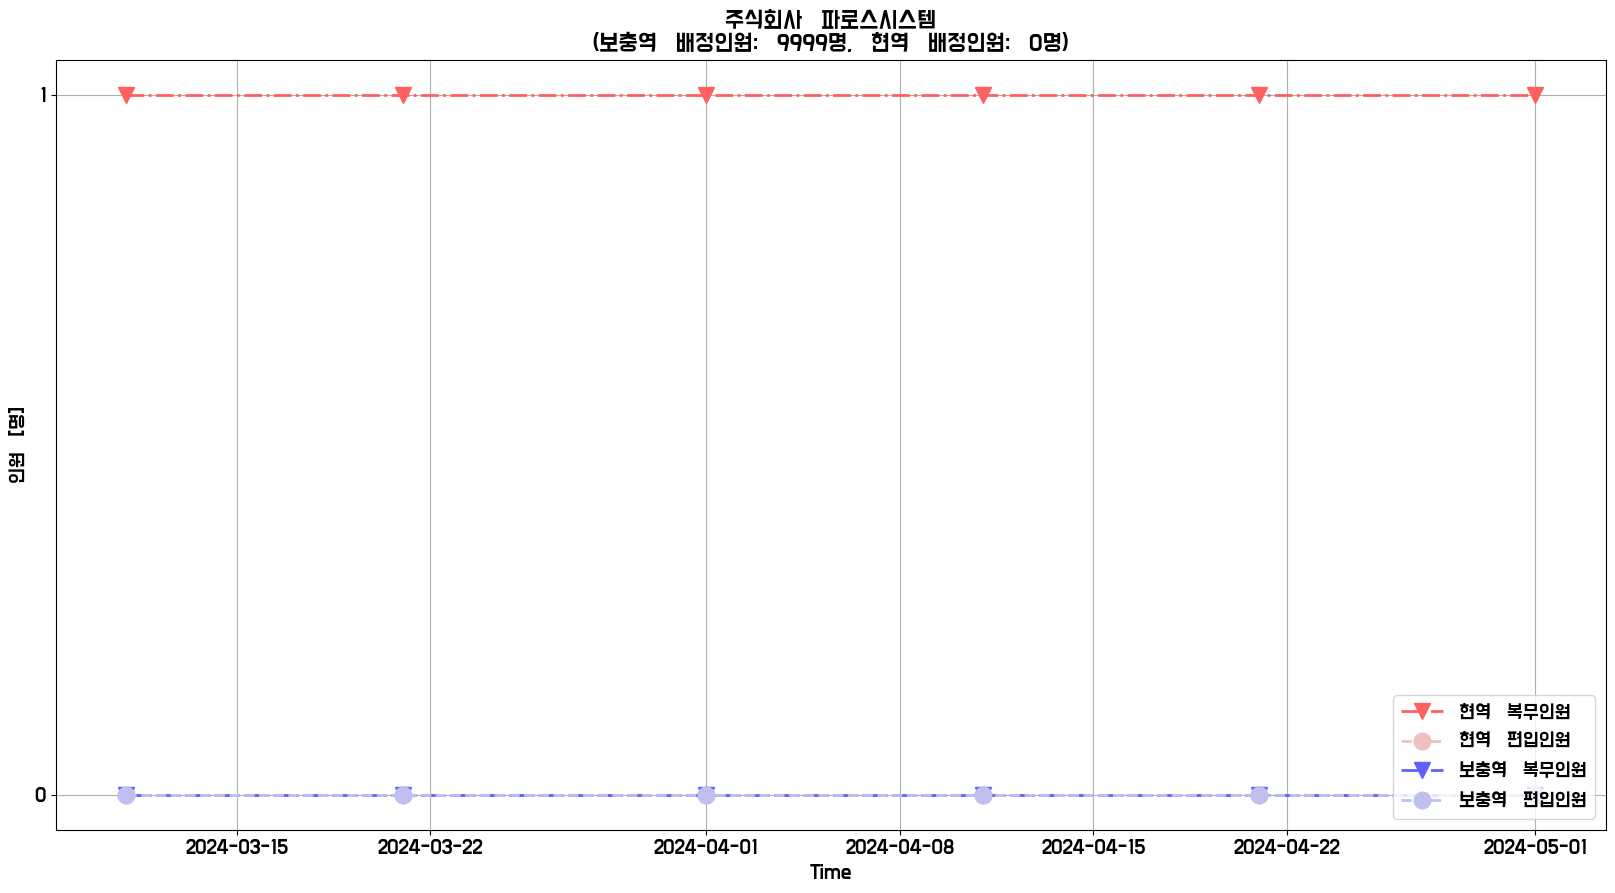 주식회사 파로스시스템
(보충역 배정인원: 9999명, 현역 배정인원: 0명)
1
인원 [명]
0
현역 복무인원
현역 편입인원
보충역 복무인원
보충역 편입인원
2024-03-15 2024-03-22 2024-04-01 2024-04-08 2024-04-15 2024-04-22 2024-05-01
Time